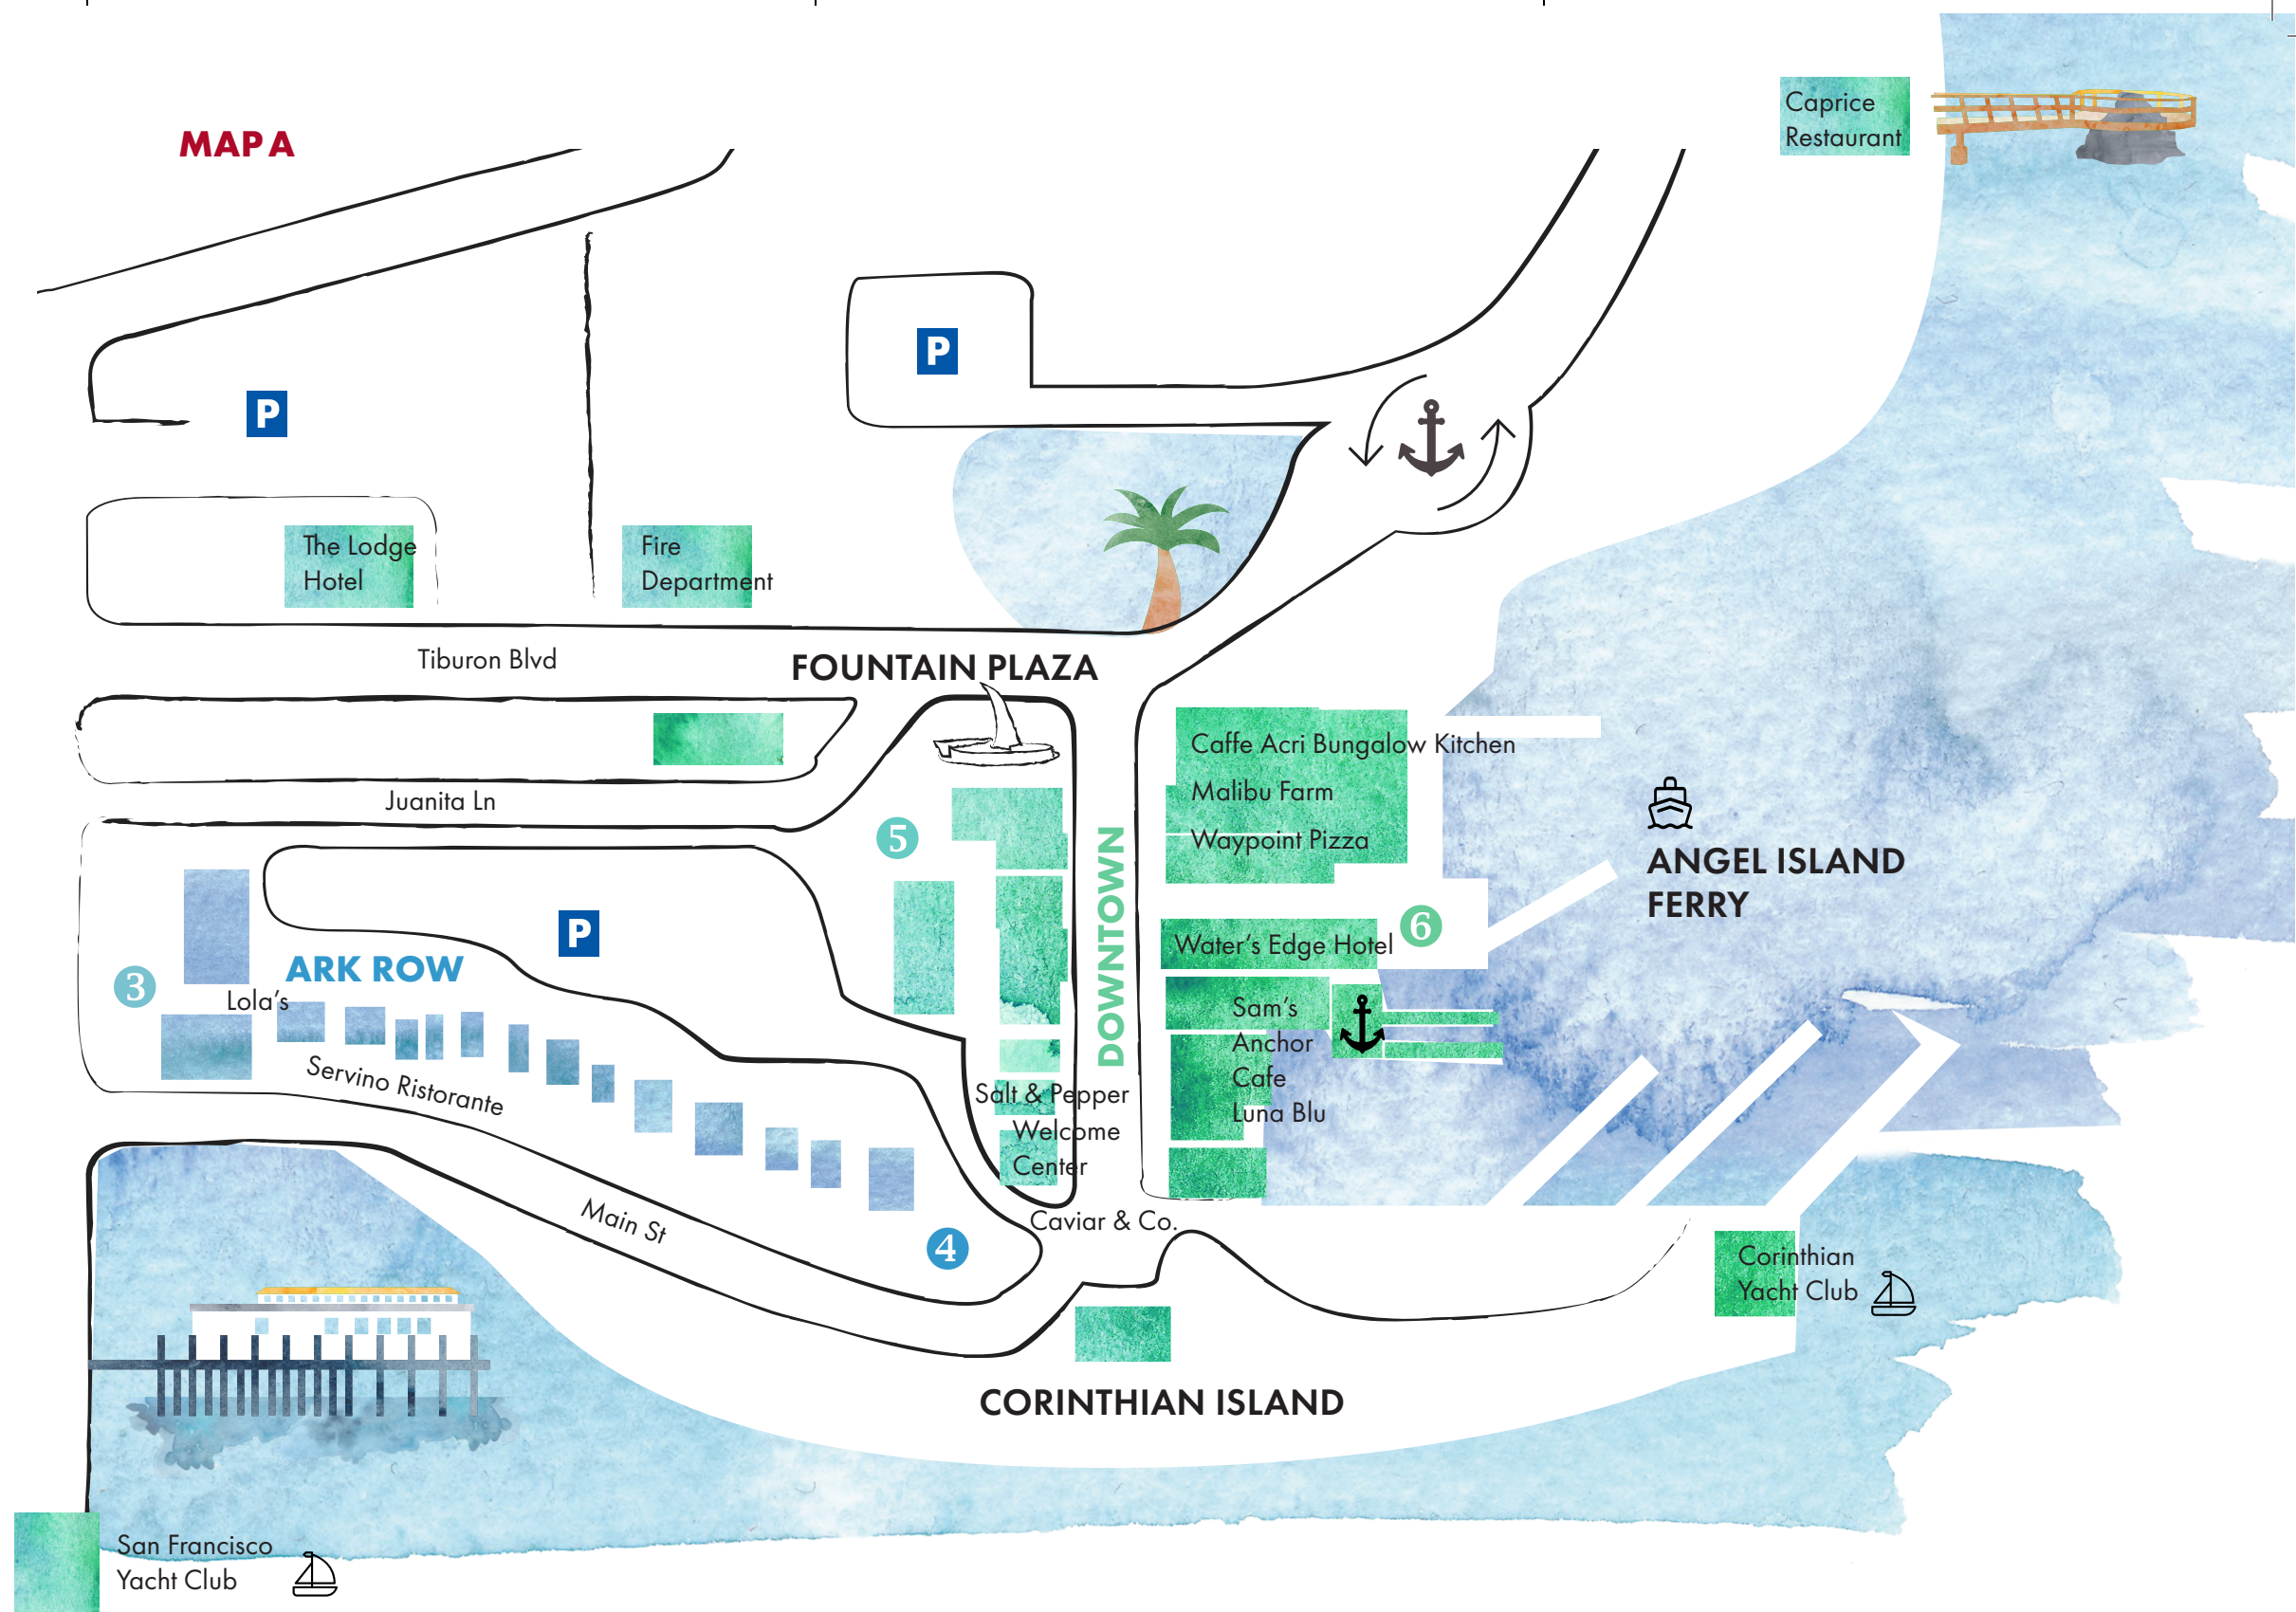 MAP A
Caprice
Restaurant
P
P
The Lodge
Hotel
Fire
Department
Tiburon Blvd
FOUNTAIN PLAZA
Caffe Acri Bungalow Kitchen
Malibu Farm
Waypoint Pizza
Juanita Ln
5
DOWNTOWN
ANGEL ISLAND
FERRY
P
6
Water's Edge Hotel
ARK ROW
3
Lola's
Sam's
Anchor
Cafe
Luna Blu
Servino Ristorante
Salt & Pepper
Welcome
Center
Main St
Caviar & Co.
4
Corinthian
Yacht Club
CORINTHIAN ISLAND
San Francisco
Yacht Club